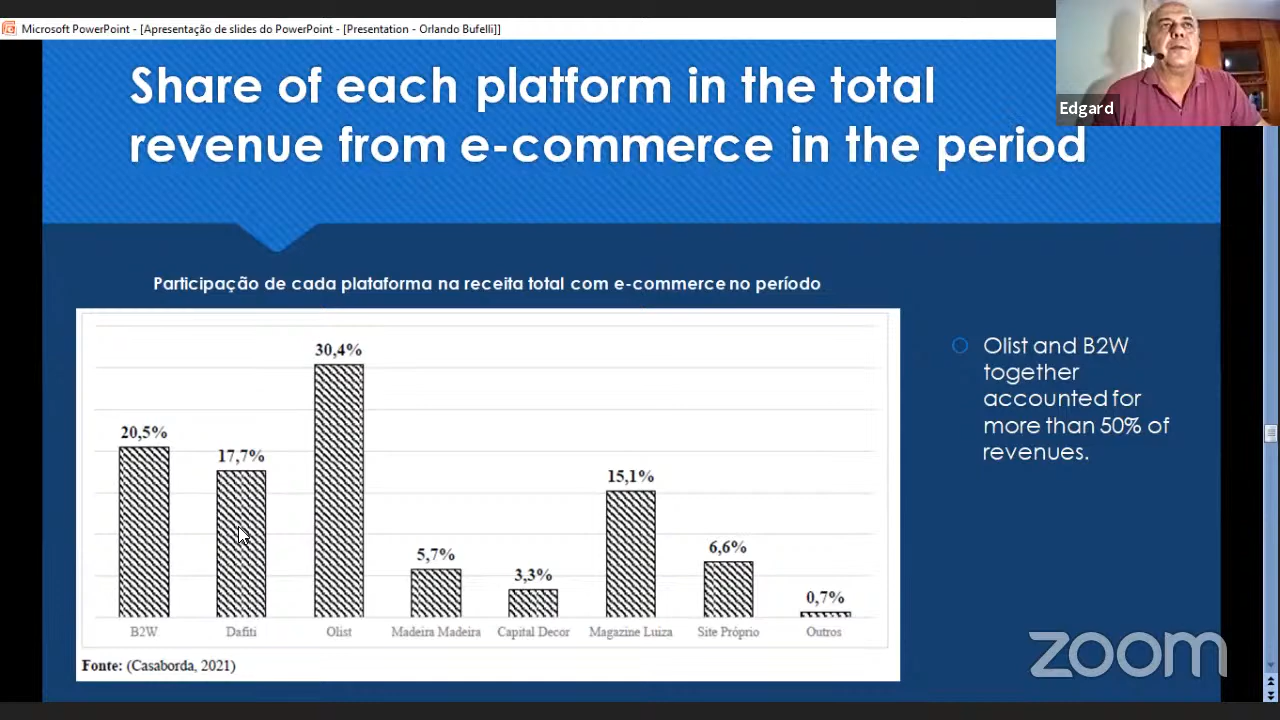 Microsoft PowerPoint - [Apresentação de slides do PowerPoint - [Presentation - Orlando Bufelli]]
Edgard
Share of each platform in the total
revenue from e-commerce in the period
Participação de cada plataforma na receita total com e-commerce no período
20,5%
17,7%
30,4%
5,7%
3,3%
15,1%
6,6%
0,7%
B2W
Dafiti
Olist
Madeira Madeira
Capital Decor
Magazine Luiza
Site Próprio
Outros
Fonte: (Casaborda, 2021)
Olist and B2W
together
accounted for
more than 50% of
revenues.
zoom